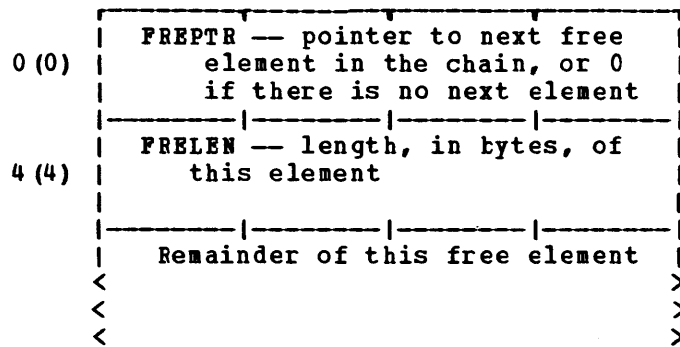 FREPTR — pointer to next free
0 (0) element in the chain, or 0
if there is no next element
FRELEN — length, in bytes, of
4 (4) this element
Remainder of this free element